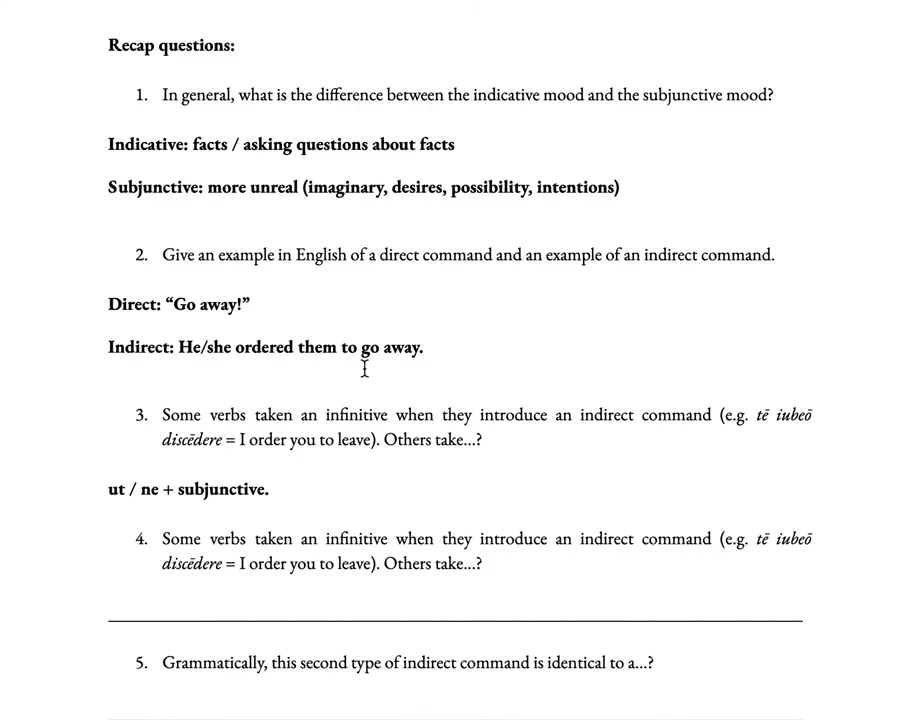 Recap questions:
1. In general, what is the difference between the indicative mood and the subjunctive mood?
Indicative: facts / asking questions about facts
Subjunctive: more unreal (imaginary, desires, possibility, intentions)
2. Give an example in English of a direct command and an example of an indirect command.
Direct: “Go away!”
Indirect: He/she ordered them to go away.
3. Some verbs taken an infinitive when they introduce an indirect command (e.g. tē iubeō
discēdere = I order you to leave). Others take...?
ut / ne + subjunctive.
4. Some verbs taken an infinitive when they introduce an indirect command (e.g. tē iubeō
discēdere = I order you to leave). Others take...?
5. Grammatically, this second type of indirect command is identical to a...?